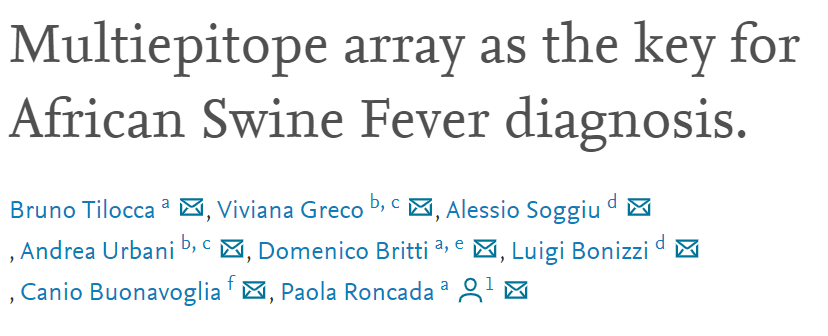 Multiepitope array as the key for
African Swine Fever diagnosis.
Bruno Tilocca a, Viviana Greco b, c, Alessio Soggiu d
, Andrea Urbani b, c, Domenico Britti a, e, Luigi Bonizzi d
, Canio Buonavoglia f, Paola Roncada a 1